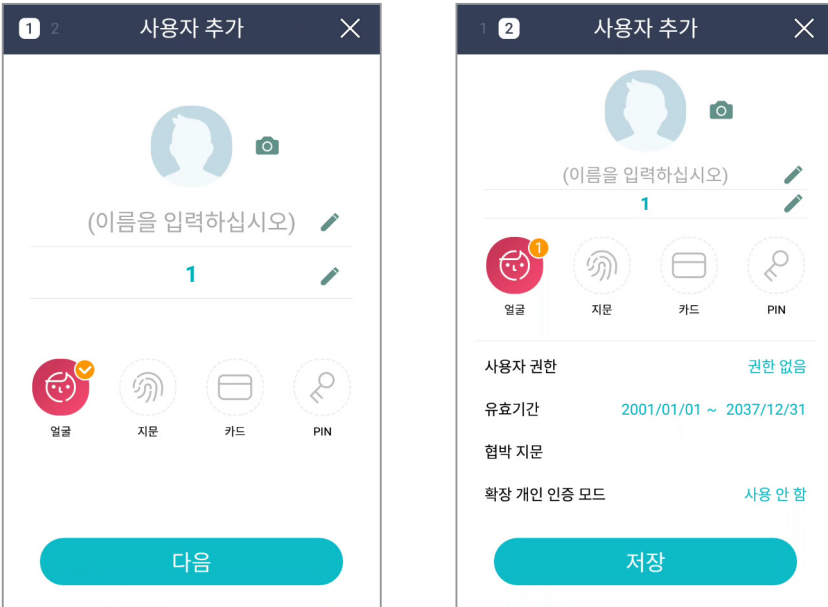 1 2 사용자 추가
(이름을 입력하십시오)
1
얼굴 지문 카드 PIN
다음
1 2 사용자 추가
(이름을 입력하십시오)
1
1
얼굴 지문 카드 PIN
사용자 권한 권한 없음
유효기간 2001/01/01 ~ 2037/12/31
협박 지문
확장 개인 인증 모드 사용 안 함
저장